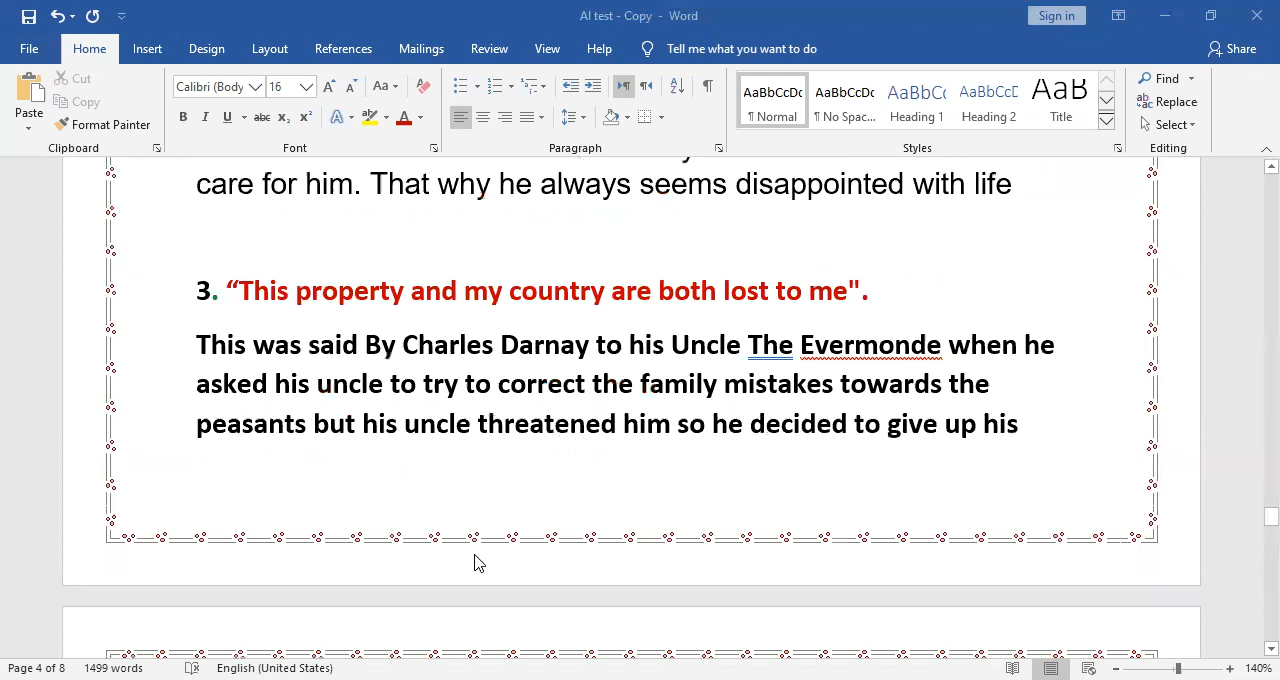 AI test - Copy - Word
Sign in
File Home Insert Design Layout References Mailings Review View Help Tell me what you want to do Share
Paste
Cut
Copy
Format Painter
Clipboard
Calibri (Body 16 Aa
B I U abc X₂ X² A A
Font
Paragraph
AaBbCcDc AaBbCcDc AaBbCc AaBbCcD AaB
¶ Normal ¶ No Spac... Heading 1 Heading 2 Title
Styles
Find
Replace
Select
Editing
care for him. That why he always seems disappointed with life
3. “This property and my country are both lost to me".
This was said By Charles Darnay to his Uncle The Evermonde when he
asked his uncle to try to correct the family mistakes towards the
peasants but his uncle threatened him so he decided to give up his
Page 4 of 8 1499 words English (United States) 140%